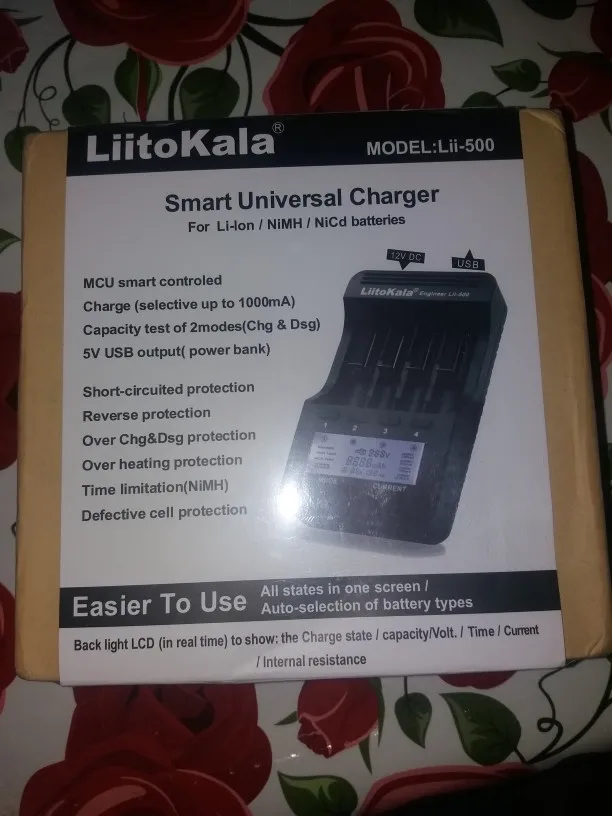 LiitoKala®
MODEL:Lii-500
Smart Universal Charger
For Li-Ion / NiMH / NiCd batteries
12V DC
USB
MCU smart controled
Charge (selective up to 1000mA)
Capacity test of 2modes(Chg & Dsg)
5V USB output( power bank)
LiitoKala® Engineer Lii-500
Short-circuited protection
Reverse protection
Over Chg&Dsg protection
Over heating protection
Time limitation(NiMH)
Defective cell protection
1 2 3 4
CURRENT
Easier To Use
All states in one screen /
Auto-selection of battery types
Back light LCD (in real time) to show: the Charge state / capacity/Volt. / Time / Current
/ Internal resistance